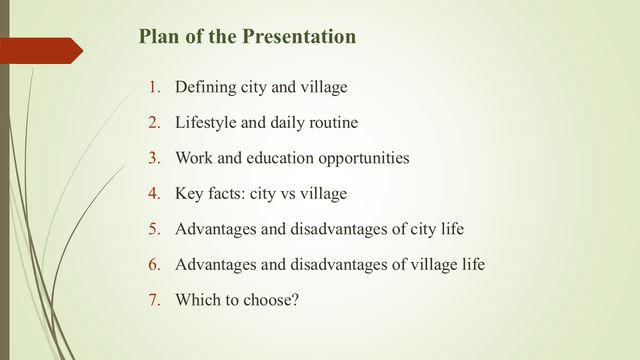 Plan of the Presentation
1. Defining city and village
2. Lifestyle and daily routine
3. Work and education opportunities
4. Key facts: city vs village
5. Advantages and disadvantages of city life
6. Advantages and disadvantages of village life
7. Which to choose?